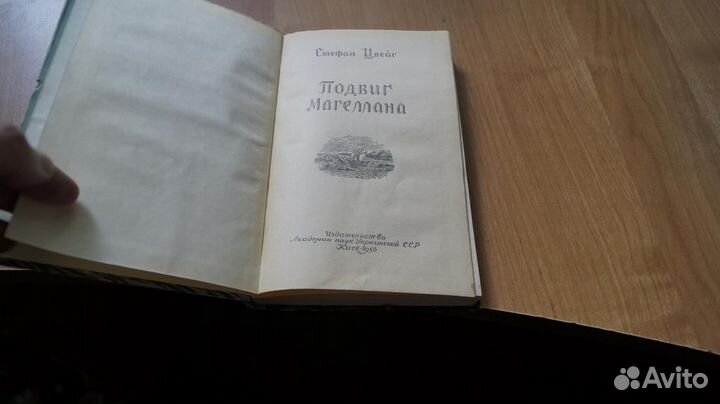 Стефан Цвейг
Подвиг
Магеллана
Издательство
Академии наук Украинской ССР
Киев-1956
Avito